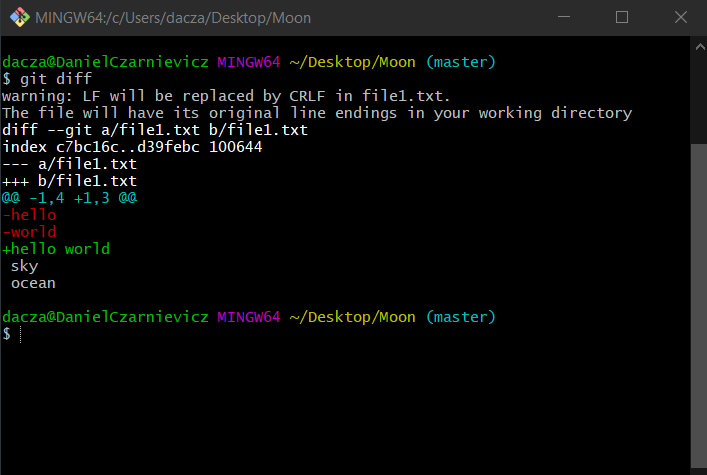 MINGW64:/c/Users/dacza/Desktop/Moon
dacza@DanielCzarnievicz MINGW64 ~/Desktop/Moon (master)
$ git diff
warning: LF will be replaced by CRLF in file1.txt.
The file will have its original line endings in your working directory
diff --git a/file1.txt b/file1.txt
index c7bc16c..d39febc 100644
--- a/file1.txt
+++ b/file1.txt
@@ -1,4 +1,3 @@
-hello
-world
+hello world
 sky
 ocean
dacza@DanielCzarnievicz MINGW64 ~/Desktop/Moon (master)
$